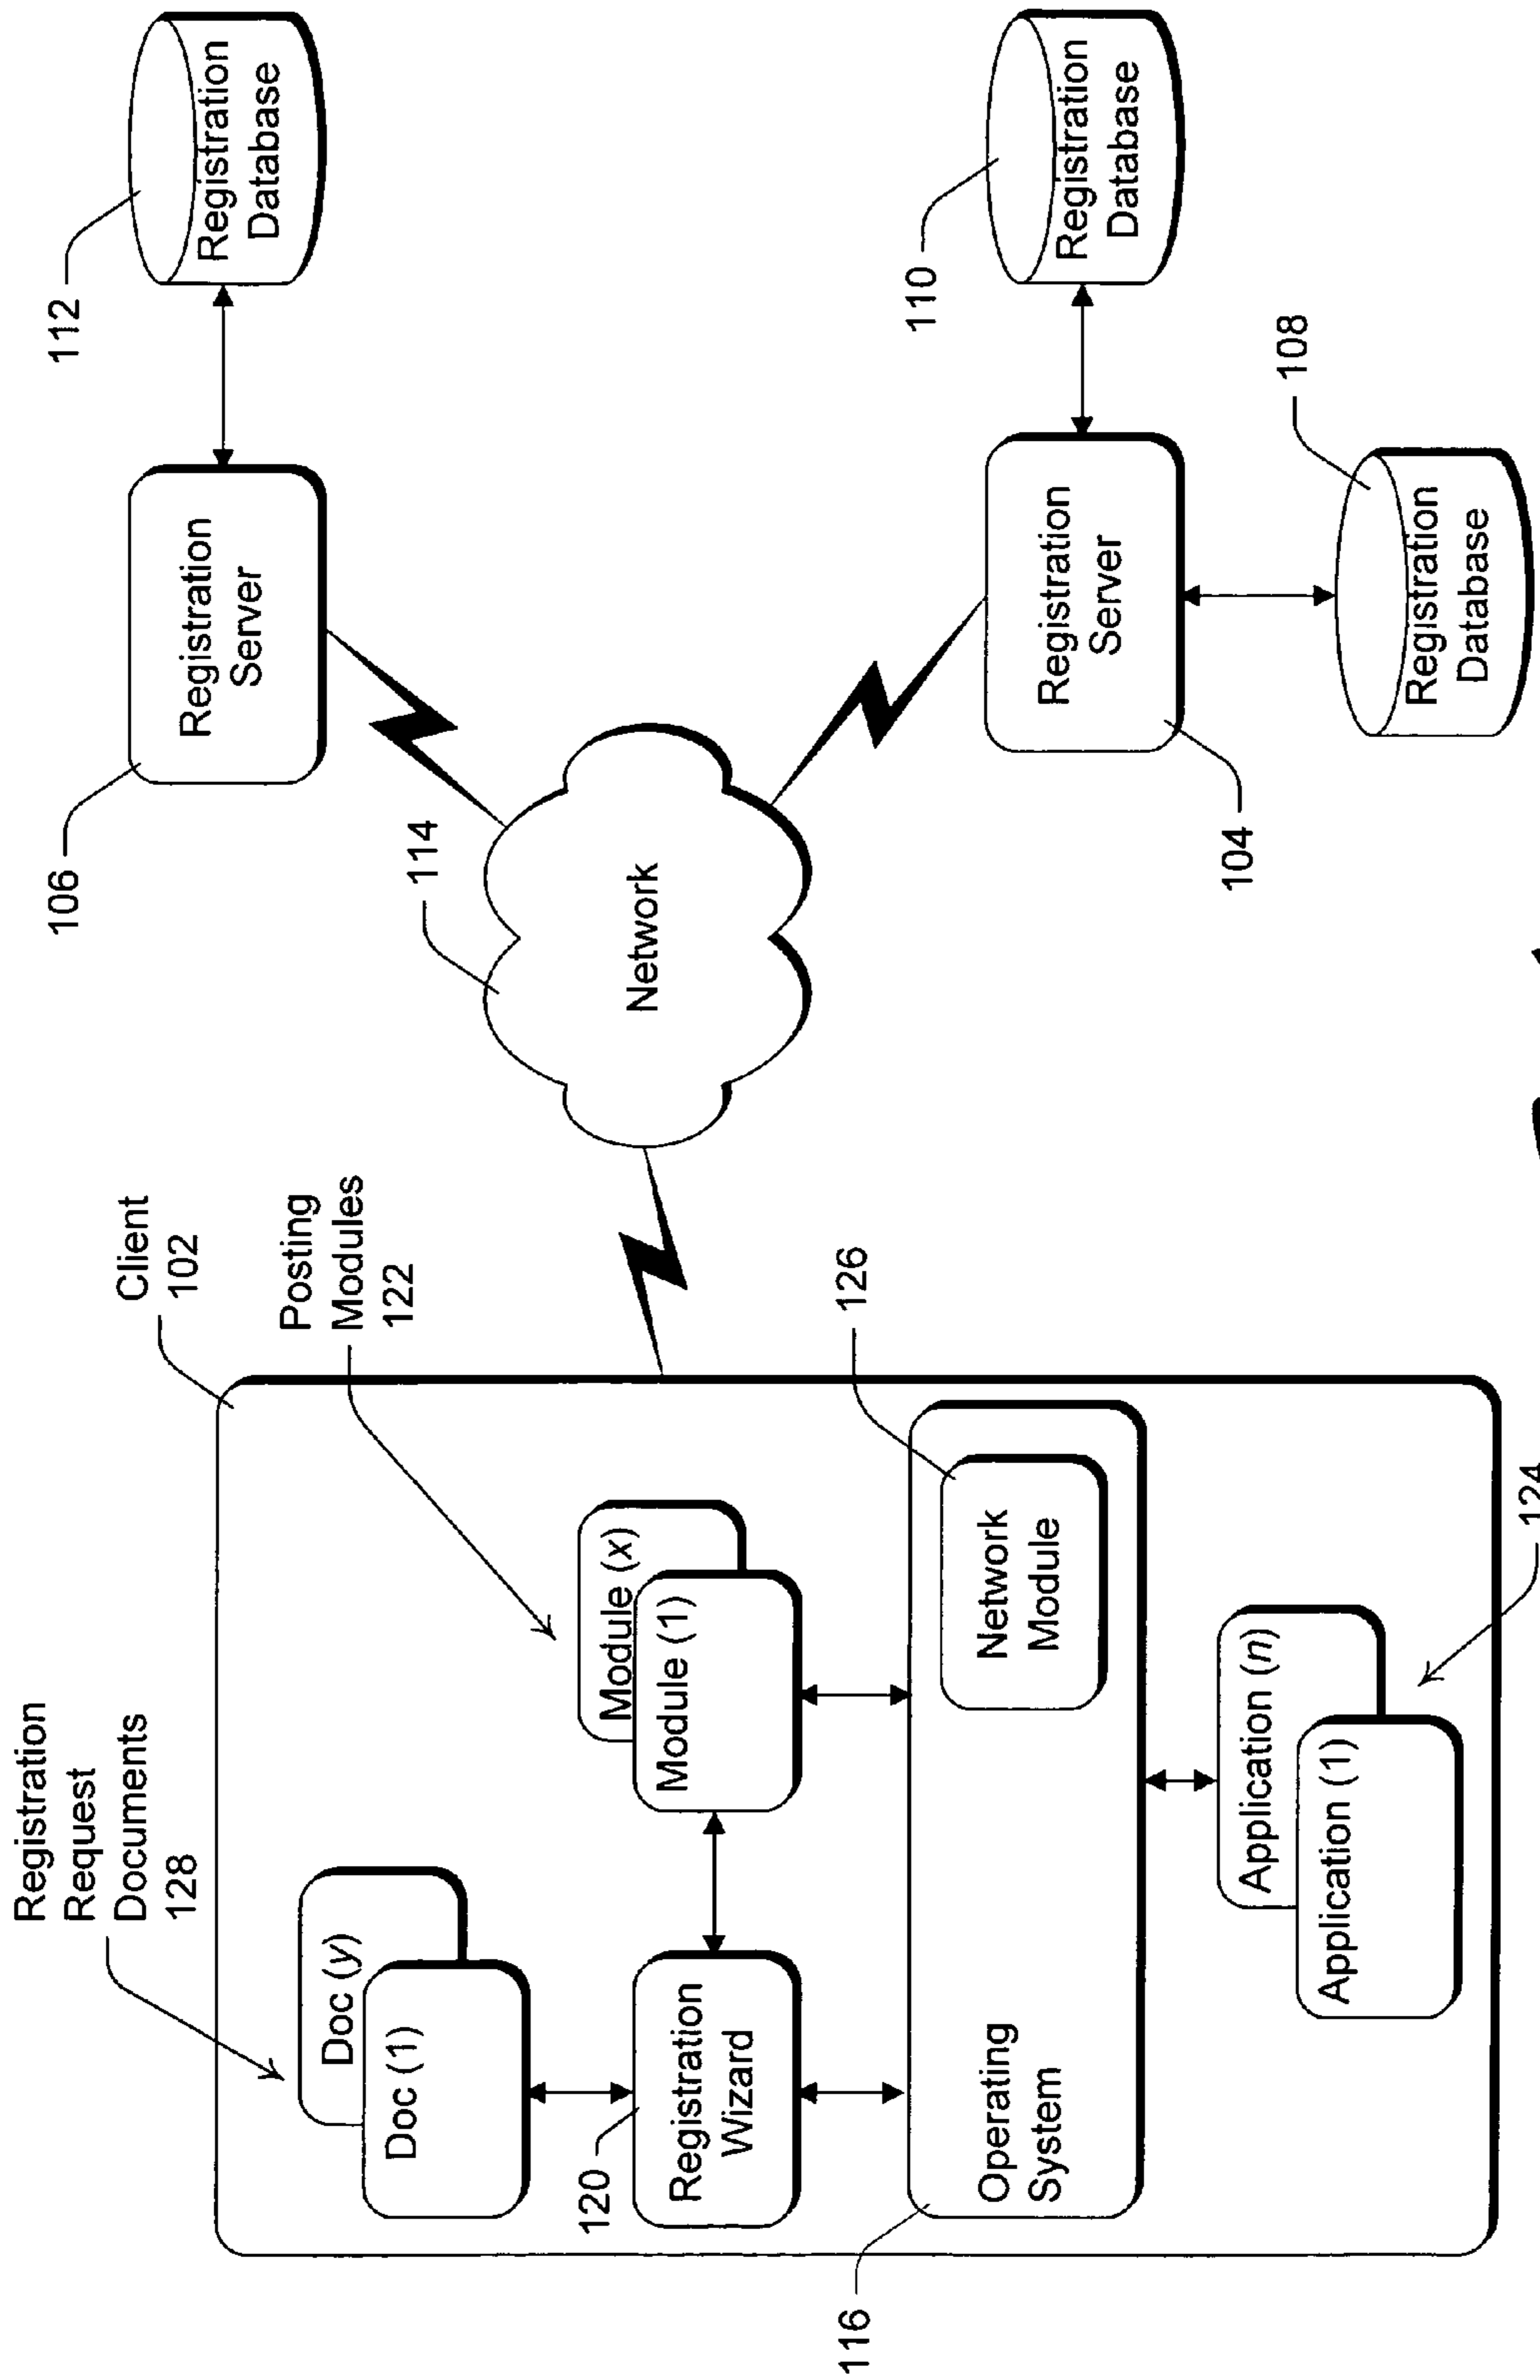 Registration
Request
Documents
128
Client
102
Posting
Modules
122
Doc (y)
Doc (1)
120
Registration
Wizard
Module (x)
Module (1)
126
116
Operating
System
Network
Module
Application (n)
Application (1)
124
114
Network
106
Registration
Server
112
Registration
Database
104
Registration
Server
110
Registration
Database
108
Registration
Database